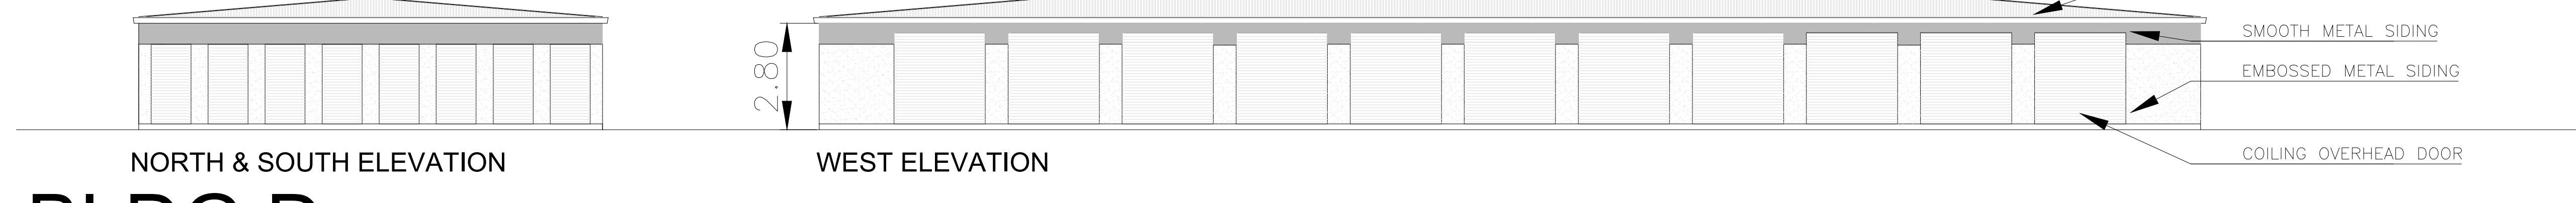 2.80
SMOOTH METAL SIDING
EMBOSSED METAL SIDING
COILING OVERHEAD DOOR
NORTH & SOUTH ELEVATION
WEST ELEVATION